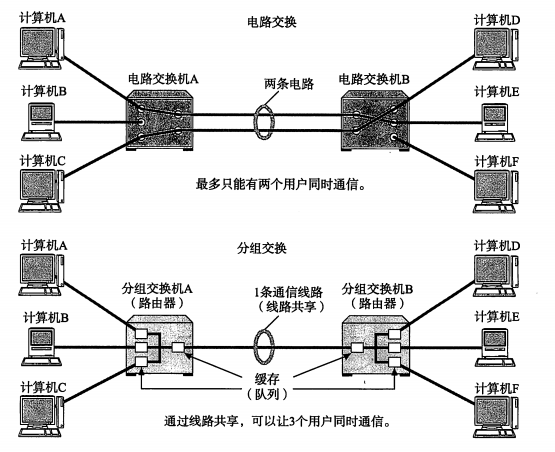 电路交换
计算机A
计算机D
电路交换机A
两条电路
电路交换机B
计算机B
计算机E
计算机C
计算机F
最多只能有两个用户同时通信。
分组交换
计算机A
计算机D
分组交换机A
(路由器)
1条通信线路
(线路共享)
分组交换机B
(路由器)
计算机B
计算机E
缓存
(队列)
计算机C
计算机F
通过线路共享，可以让3个用户同时通信。